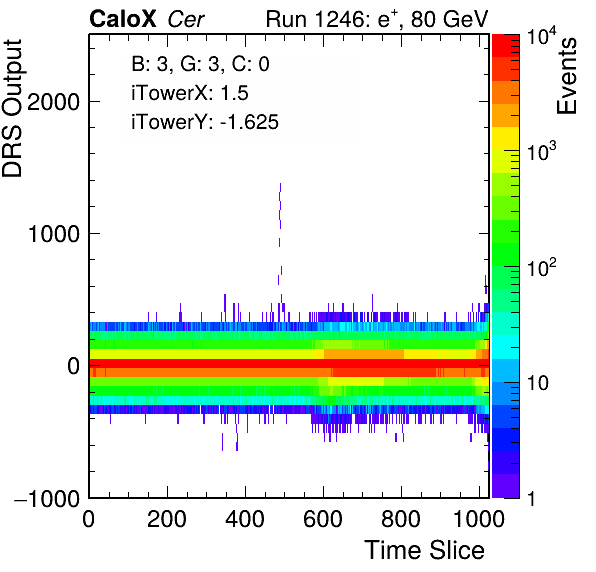 CaloX Cer Run 1246: e⁺, 80 GeV
B: 3, G: 3, C: 0
iTowerX: 1.5
iTowerY: -1.625
DRS Output
2000
1000
0
−1000
0 200 400 600 800 1000
Time Slice
Events
10⁴
10³
10²
10
1